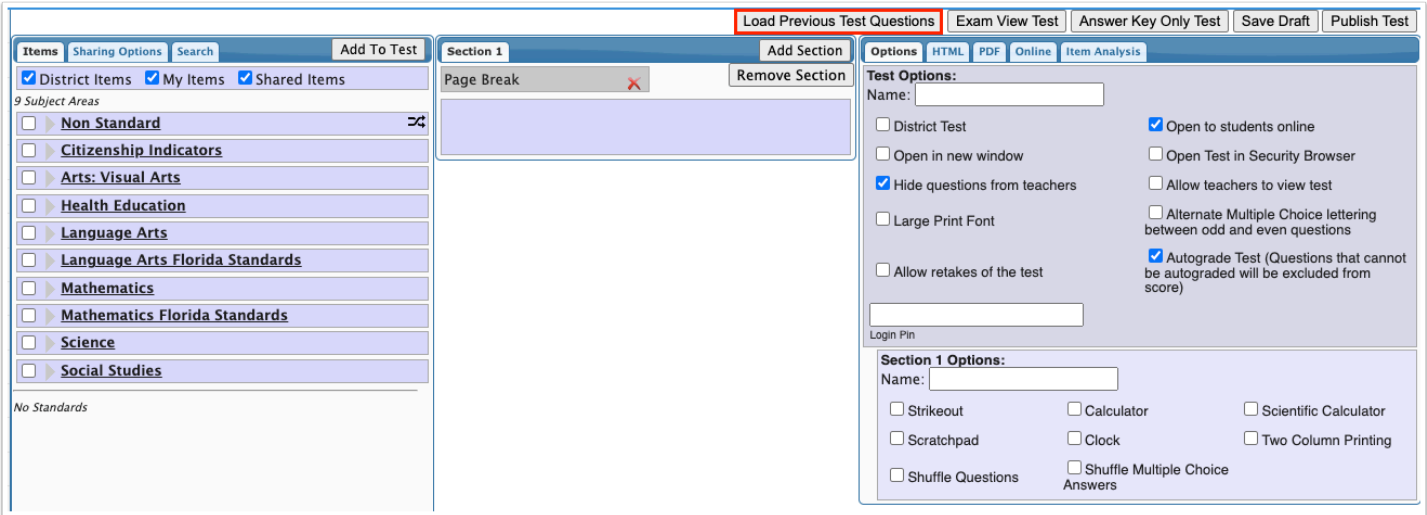 Load Previous Test Questions Exam View Test Answer Key Only Test Save Draft Publish Test
Items Sharing Options Search Add To Test
District Items My Items Shared Items
9 Subject Areas
Non Standard
Citizenship Indicators
Arts: Visual Arts
Health Education
Language Arts
Language Arts Florida Standards
Mathematics
Mathematics Florida Standards
Science
Social Studies
No Standards
Section 1 Add Section
Page Break Remove Section
Options HTML PDF Online Item Analysis
Test Options:
Name:
District Test Open to students online
Open in new window Open Test in Security Browser
Hide questions from teachers Allow teachers to view test
Large Print Font Alternate Multiple Choice lettering
between odd and even questions
Allow retakes of the test Autograde Test (Questions that cannot
be autograded will be excluded from
score)
Login Pin
Section 1 Options:
Name:
Strikeout Calculator Scientific Calculator
Scratchpad Clock Two Column Printing
Shuffle Questions Shuffle Multiple Choice
Answers